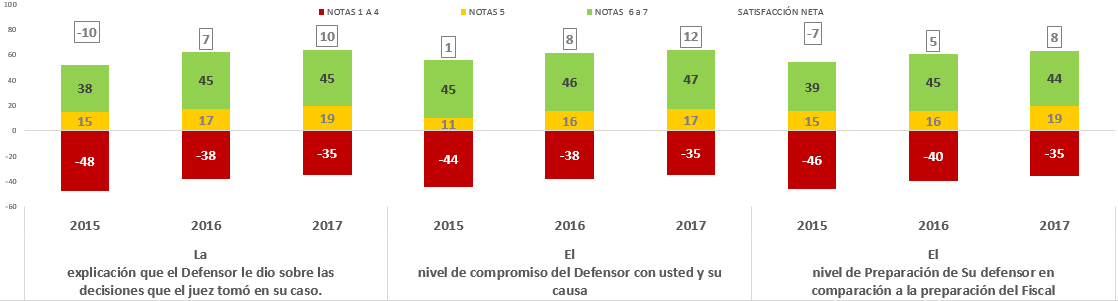 NOTAS 1 A 4 NOTAS 5 NOTAS 6 a 7 SATISFACCIÓN NETA
100
80
60
40
20
0
-20
-40
-60
-10 7 10 1 8 12 -7 5 8
38 45 45 45 46 47 39 45 44
15 17 19 11 16 17 15 16 19
-48 -38 -35 -44 -38 -35 -46 -40 -35
2015 2016 2017 2015 2016 2017 2015 2016 2017
La
explicación que el Defensor le dio sobre las
decisiones que el juez tomó en su caso.
El
nivel de compromiso del Defensor con usted y su
causa
El
nivel de Preparación de Su defensor en
comparación a la preparación del Fiscal